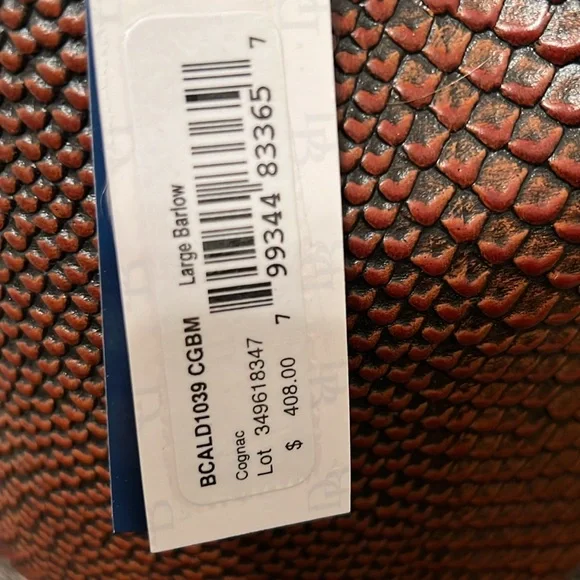 BCALD1039 CGBM Large Barlow
Cognac
Lot 349618347
$ 408.00
7 99344 83365 7